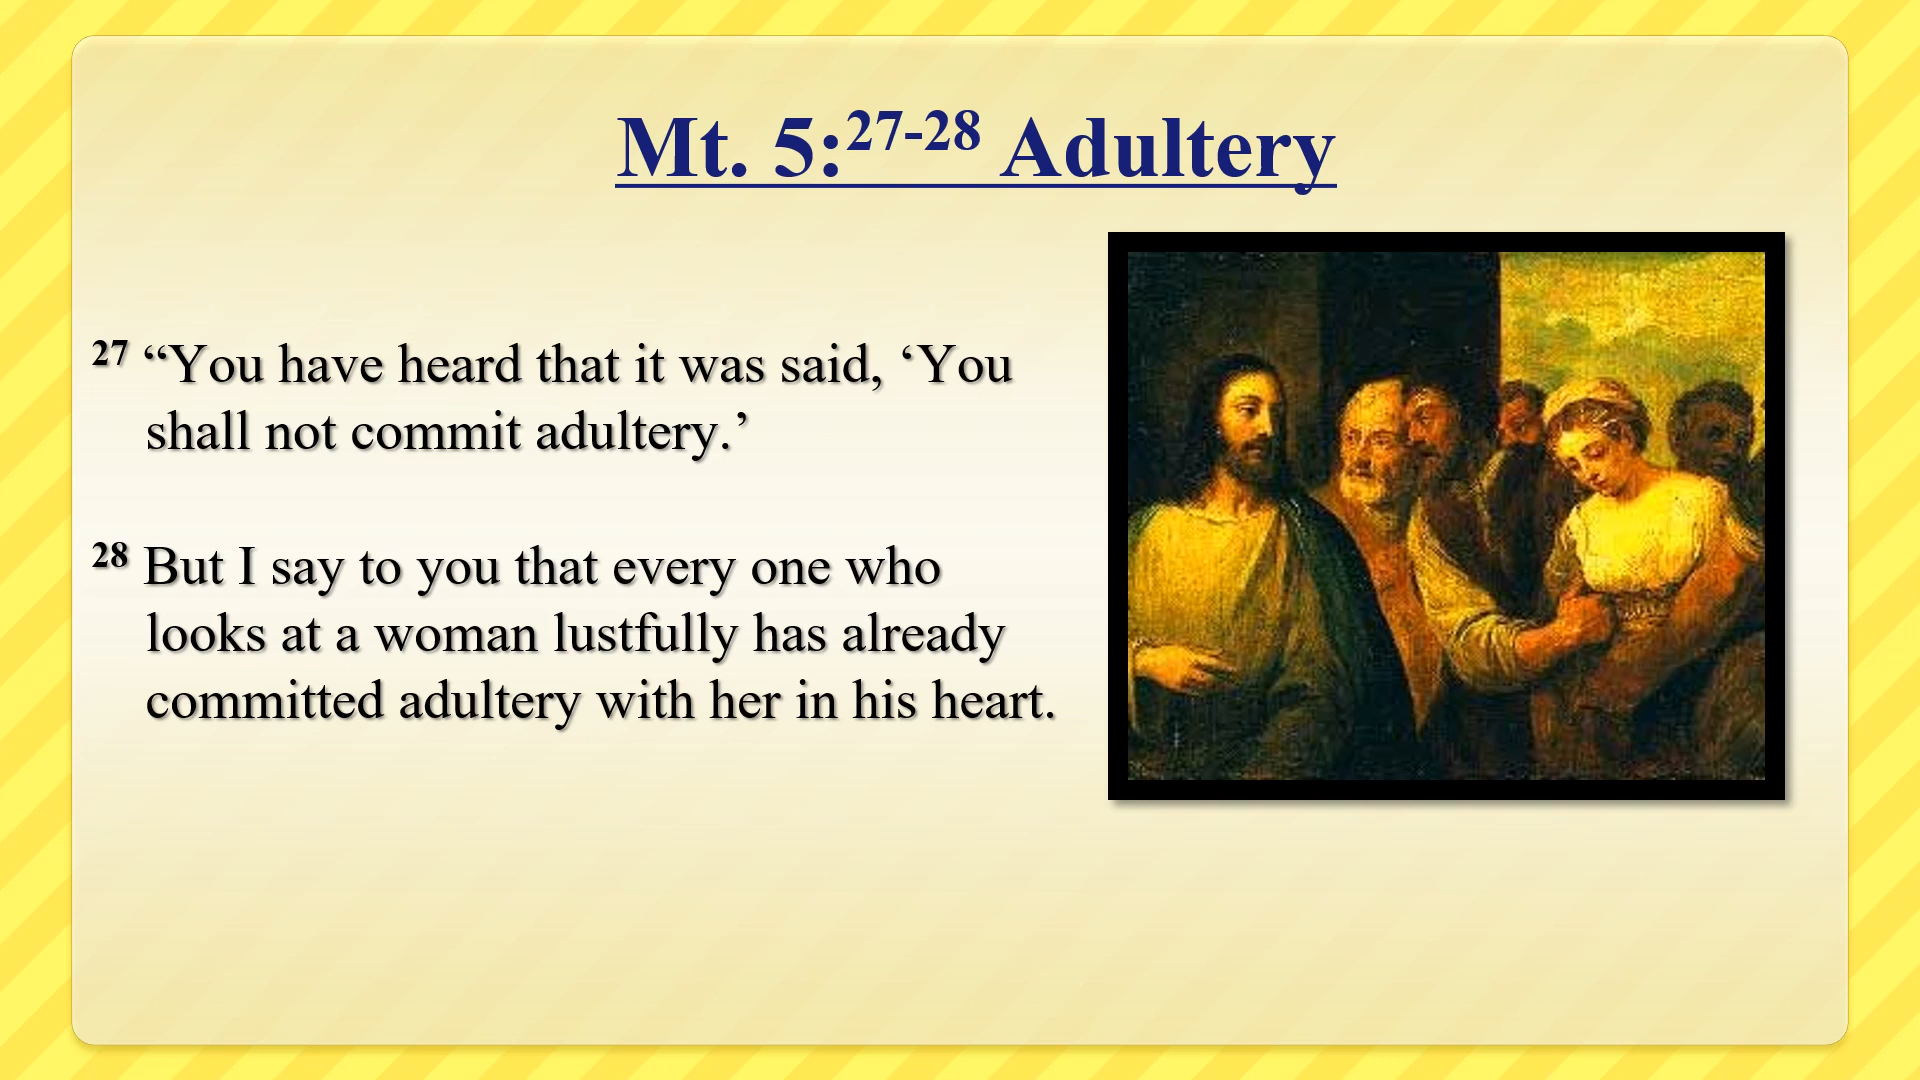 Mt. 5:27-28 Adultery
27 “You have heard that it was said, ‘You
shall not commit adultery.’
28 But I say to you that every one who
looks at a woman lustfully has already
committed adultery with her in his heart.